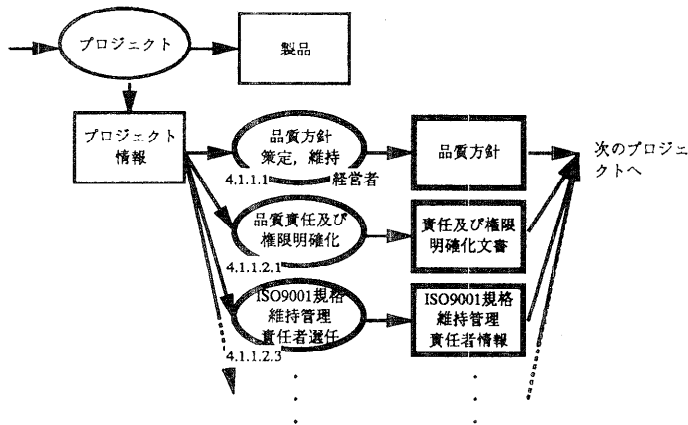 プロジェクト
製品
プロジェクト
情報
品質方針
策定，維持
4.1.1.1
経営者
品質方針
次のプロジェ
クトへ
品質責任及び
権限明確化
4.1.1.2.1
責任及び権限
明確化文書
ISO9001規格
維持管理
責任者選任
4.1.1.2.3
ISO9001規格
維持管理
責任者情報